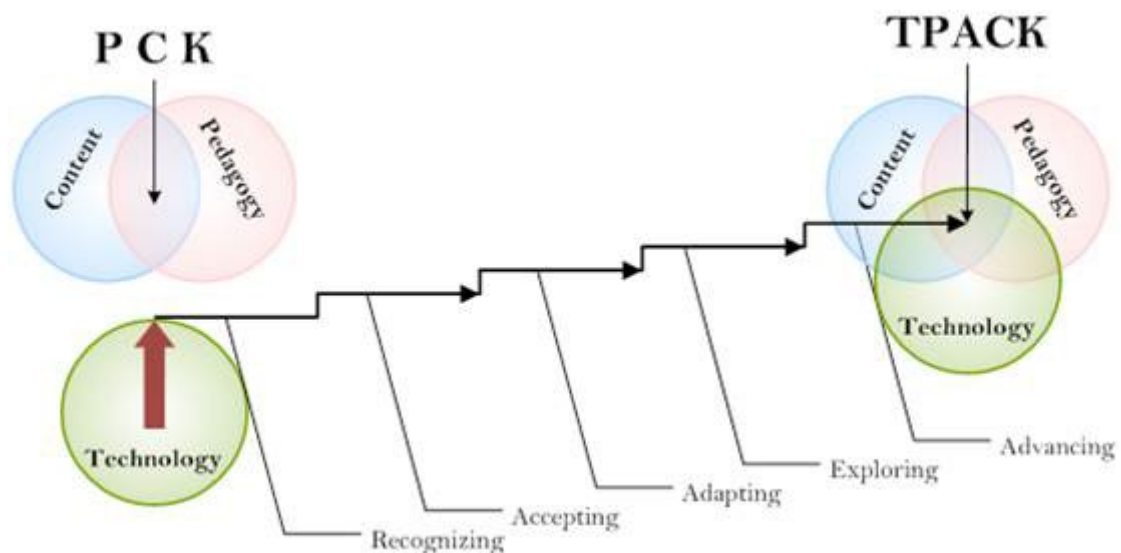 P C K
TPACK
Content
Pedagogy
Content
Pedagogy
Technology
Technology
Advancing
Exploring
Adapting
Accepting
Recognizing